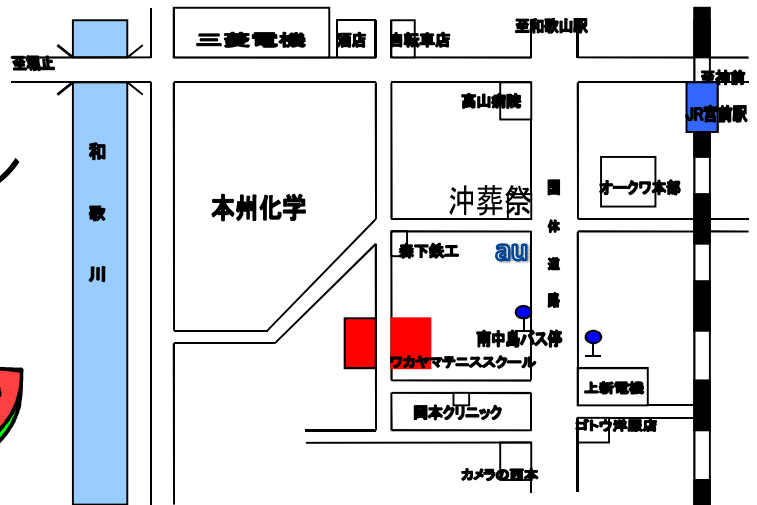 三菱電機
酒店
自転車店
至和歌山駅
至堀止
至神前
高山病院
JR宮前駅
和歌川
オークワ本部
本州化学
沖葬祭
国体道路
森下鉄工
au
南中島バス停
ワカヤマテニススクール
上新電機
岡本クリニック
ゴトウ洋服店
カメラの西本